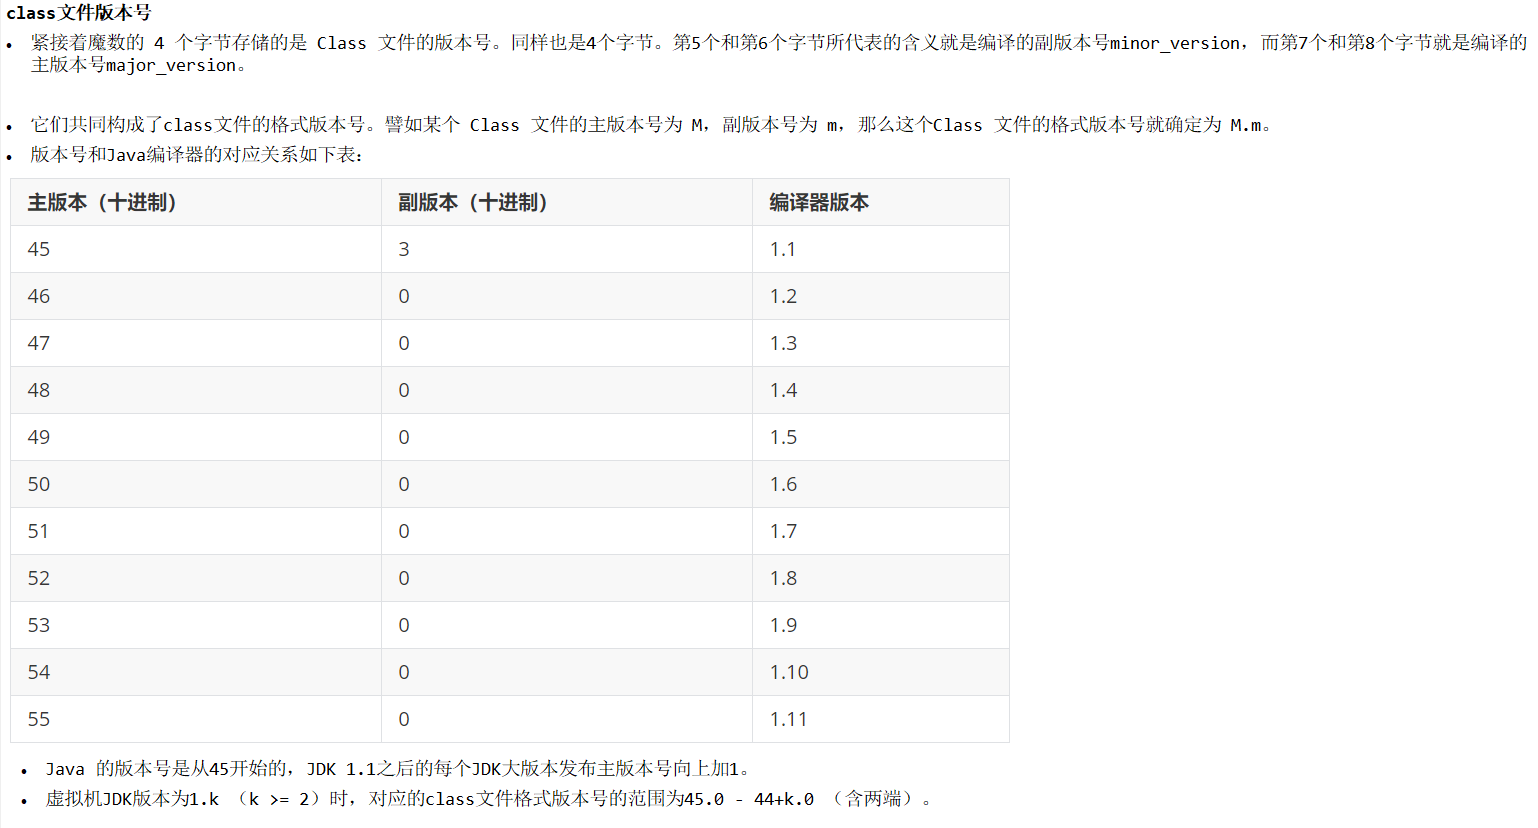 class文件版本号
• 紧接着魔数的 4 个字节存储的是 Class 文件的版本号。同样也是4个字节。第5个和第6个字节所代表的含义就是编译的副版本号minor_version，而第7个和第8个字节就是编译的
主版本号major_version。
• 它们共同构成了class文件的格式版本号。譬如某个 Class 文件的主版本号为 M，副版本号为 m，那么这个Class 文件的格式版本号就确定为 M.m。
• 版本号和Java编译器的对应关系如下表：
主版本（十进制） 副版本（十进制） 编译器版本
45 3 1.1
46 0 1.2
47 0 1.3
48 0 1.4
49 0 1.5
50 0 1.6
51 0 1.7
52 0 1.8
53 0 1.9
54 0 1.10
55 0 1.11
• Java 的版本号是从45开始的，JDK 1.1之后的每个JDK大版本发布主版本号向上加1。
• 虚拟机JDK版本为1.k （k >= 2）时，对应的class文件格式版本号的范围为45.0 - 44+k.0 （含两端）。